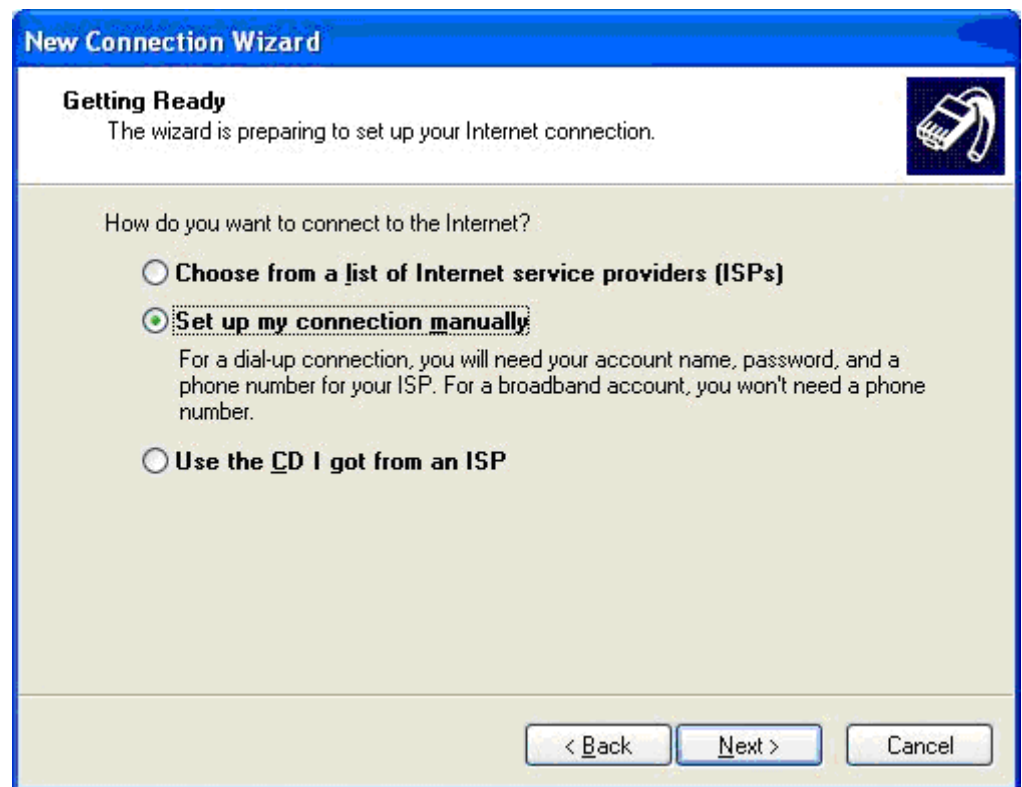 New Connection Wizard
Getting Ready
The wizard is preparing to set up your Internet connection.
How do you want to connect to the Internet?
Choose from a list of Internet service providers (ISPs)
Set up my connection manually
For a dial-up connection, you will need your account name, password, and a
phone number for your ISP. For a broadband account, you won't need a phone
number.
Use the CD I got from an ISP
< Back Next > Cancel